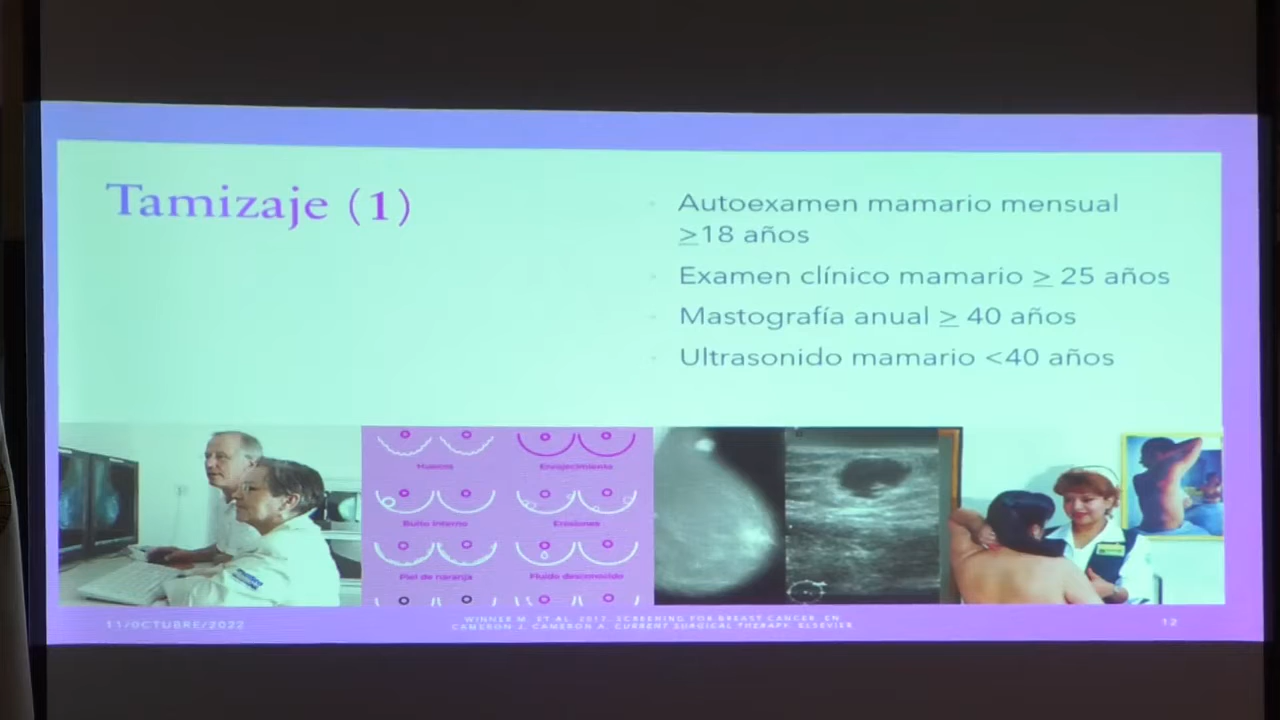 Tamizaje (1)
Autoexamen mamario mensual
≥18 años
Examen clínico mamario ≥ 25 años
Mastografía anual ≥ 40 años
Ultrasonido mamario <40 años
Huecos
Enrojecimiento
Bulto interno
Erosiones
Piel de naranja
Fluido desconocido
11/OCTUBRE/2022
WINNER M. ET AL. 2017. SCREENING FOR BREAST CANCER. EN
CAMERON J. CAMERON A. CURRENT SURGICAL THERAPY. ELSEVIER
12